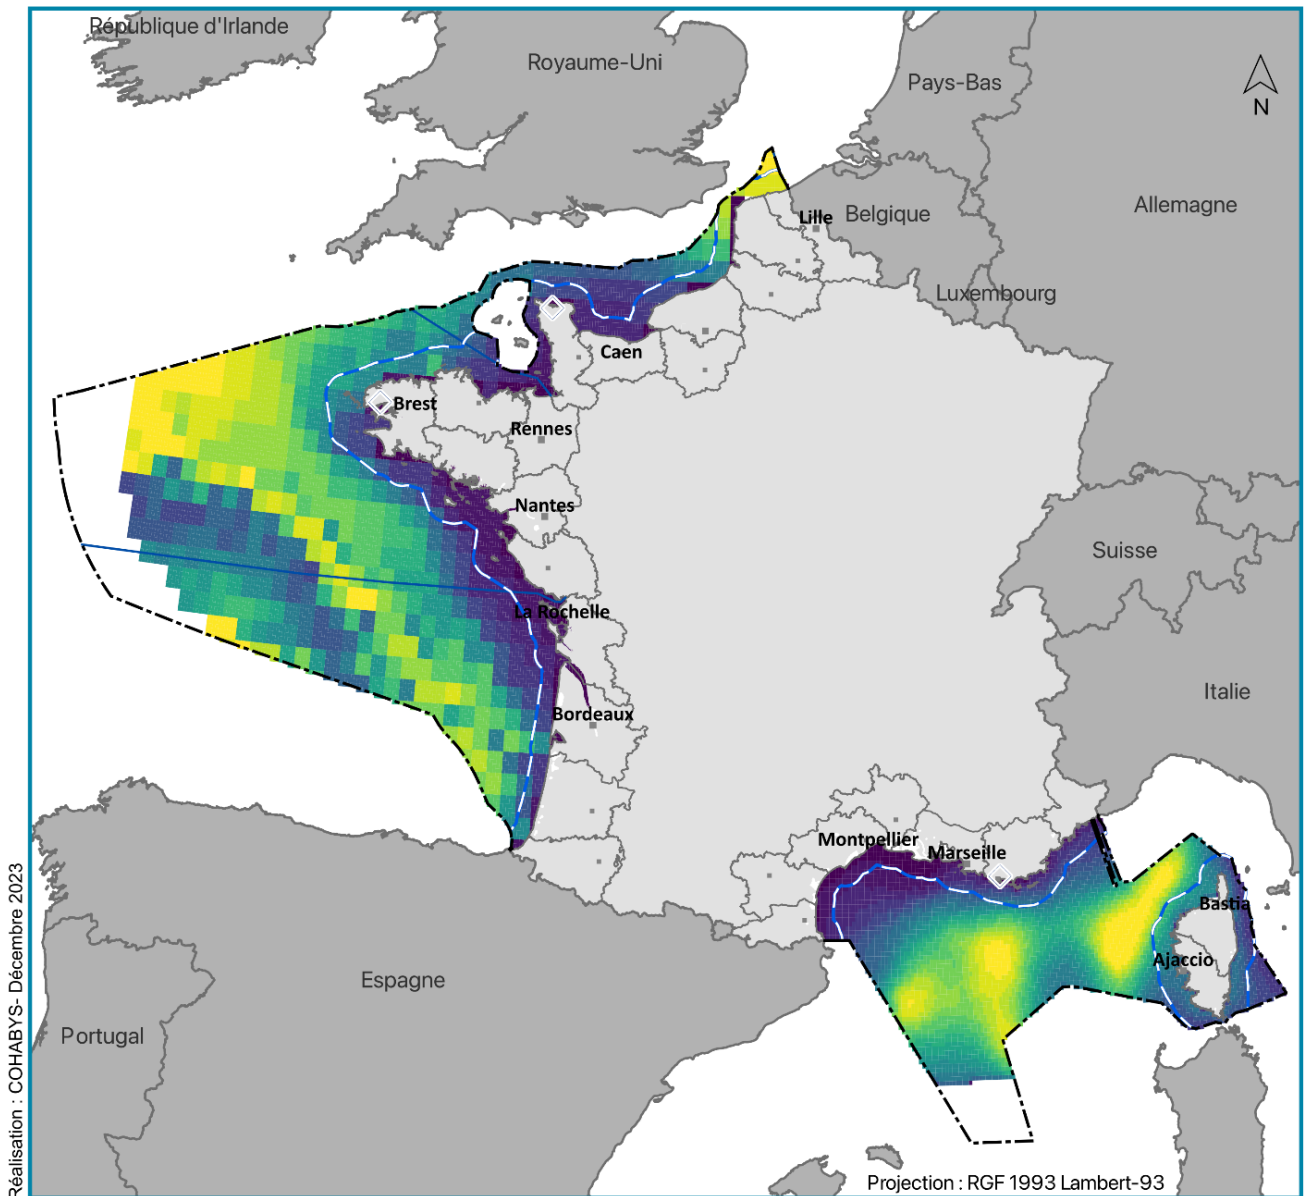 République d'Irlande
Royaume-Uni
Pays-Bas
N
Allemagne
Lille
Belgique
Luxembourg
Caen
Brest
Rennes
Nantes
Suisse
La Rochelle
Italie
Bordeaux
Montpellier
Marseille
Bastia
Ajaccio
Espagne
Portugal
Réalisation : COHABYS- Décembre 2023
Projection : RGF 1993 Lambert-93